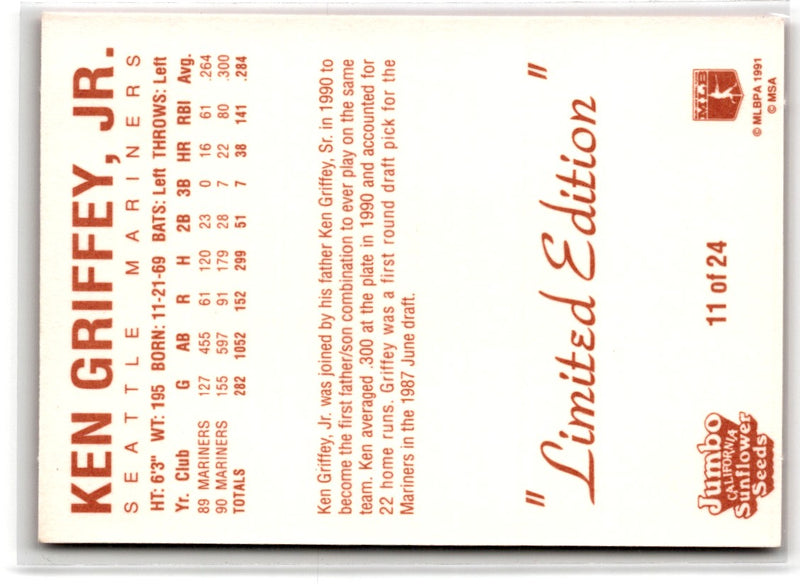 KEN GRIFFEY, JR.
SEATTLE MARINERS
HT: 6'3" WT: 195 BORN: 11-21-69 BATS: Left THROWS: Left
Yr. Club G AB R H 2B 3B HR RBI Avg.
89 MARINERS 127 455 61 120 23 0 16 61 .264
90 MARINERS 155 597 91 179 28 7 22 80 .300
TOTALS 282 1052 152 299 51 7 38 141 .284
Ken Griffey, Jr. was joined by his father Ken Griffey, Sr. in 1990 to
become the first father/son combination to ever play on the same
team. Ken averaged .300 at the plate in 1990 and accounted for
22 home runs. Griffey was a first round draft pick for the
Mariners in the 1987 June draft.
"Limited Edition"
Jumbo
CALIFORNIA
Sunflower
Seeds
11 of 24
MLB
© MLBPA 1991
© MSA